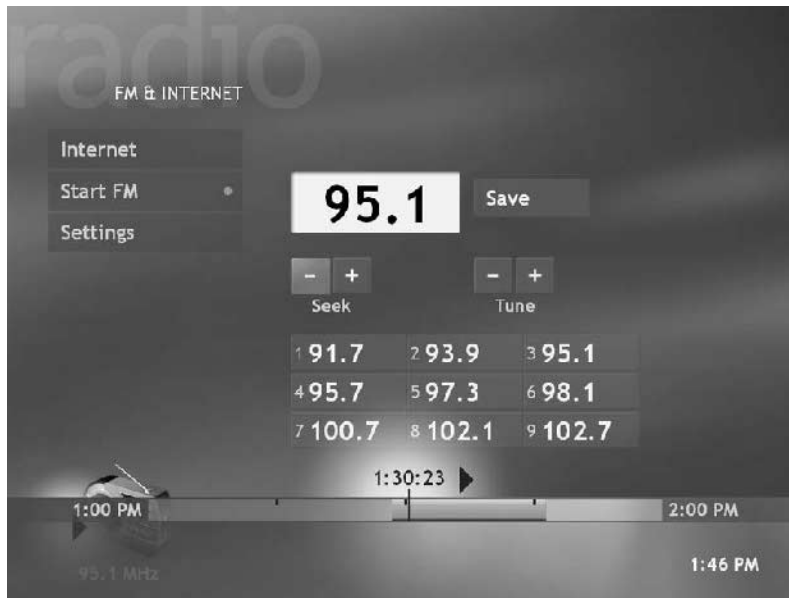 radio
FM & INTERNET
Internet
Start FM
Settings
95.1 Save
- + - +
Seek Tune
1 91.7 2 93.9 3 95.1
4 95.7 5 97.3 6 98.1
7 100.7 8 102.1 9 102.7
1:30:23
1:00 PM 2:00 PM
95.1 MHz 1:46 PM